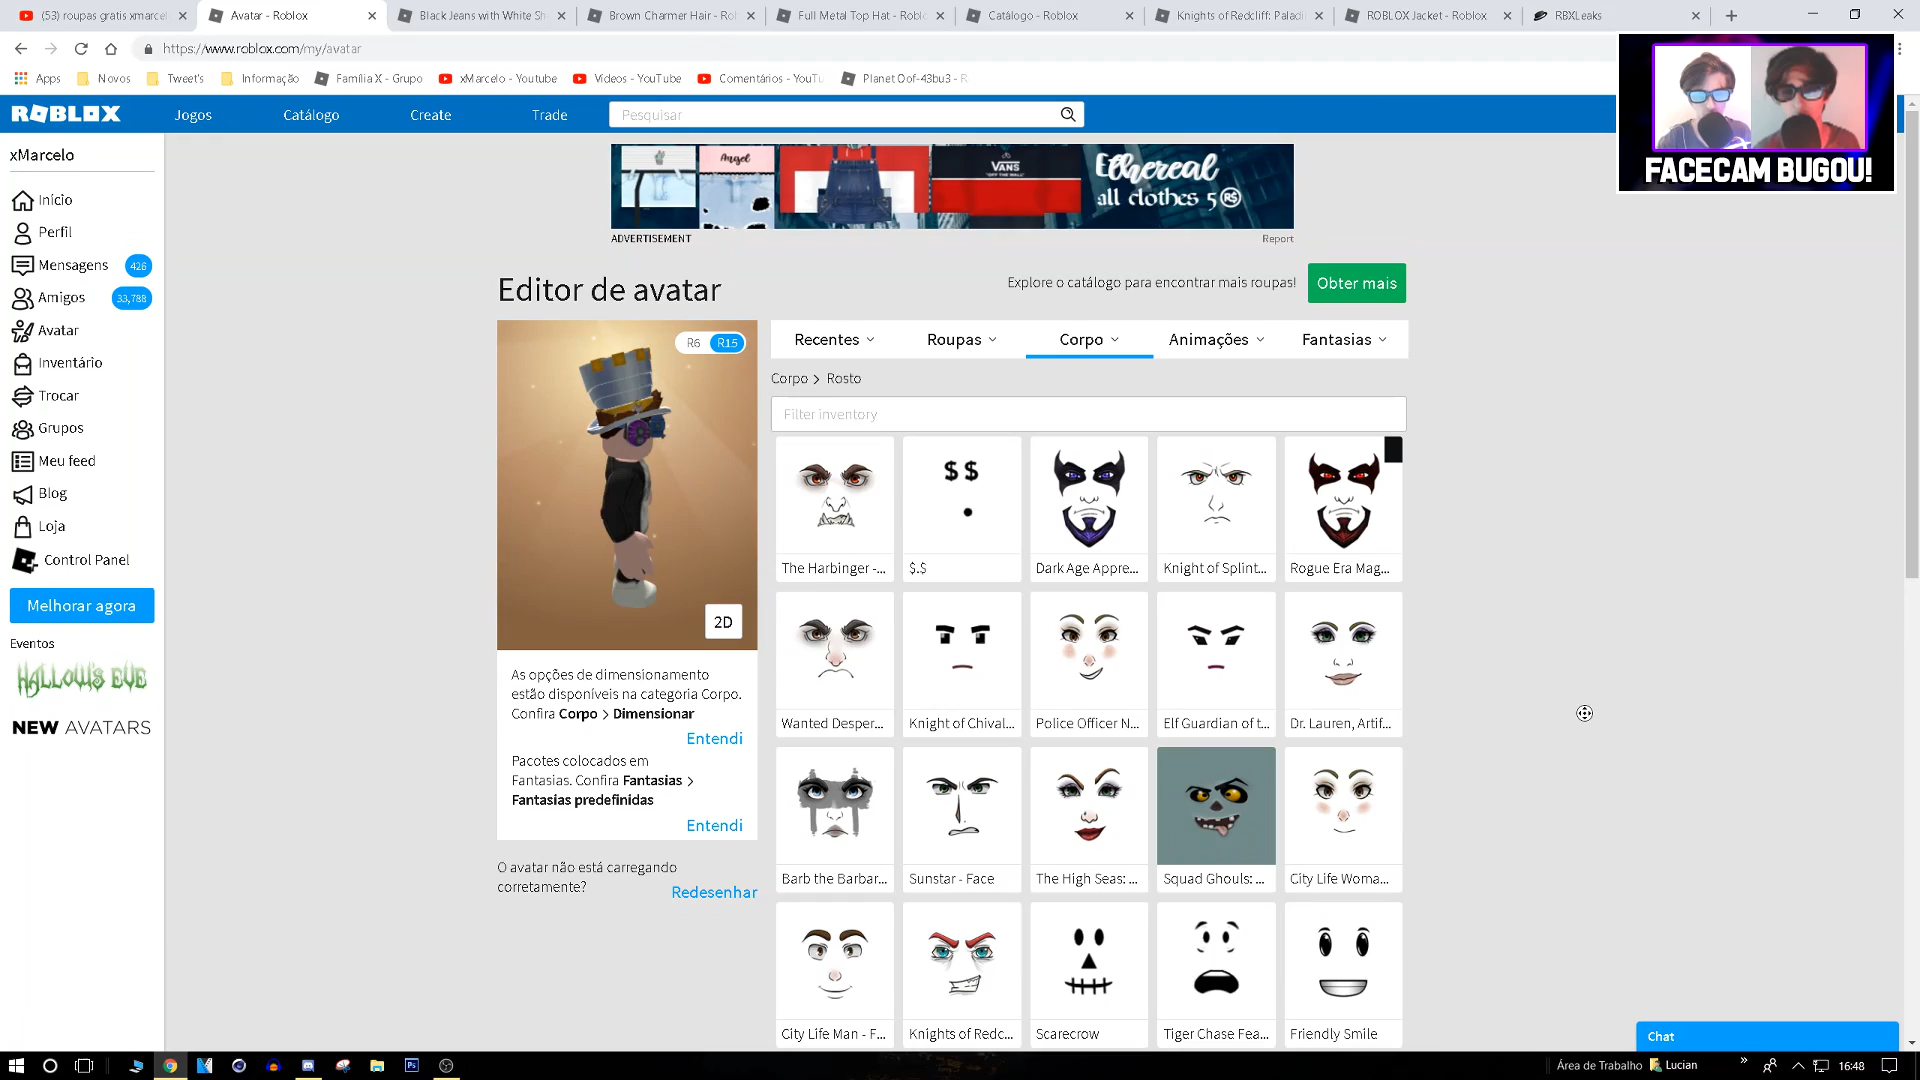 (53) roupas gratis xmarcel
Avatar - Roblox
Black Jeans with White Sh
Brown Charmer Hair - Rob
Full Metal Top Hat - Roblo
Catálogo - Roblox
Knights of Redcliff: Paladi
ROBLOX Jacket - Roblox
RBXLeaks
https://www.roblox.com/my/avatar
Apps
Novos
Tweet's
Informação
Família X - Grupo
xMarcelo - Youtube
Vídeos - YouTube
Comentários - YouTu
Planet Oof-43bu3 - R
FACECAM BUGOU!
ROBLOX
Jogos
Catálogo
Create
Trade
Pesquisar
xMarcelo
Início
Perfil
Mensagens 426
Amigos 33,788
Avatar
Inventário
Trocar
Grupos
Meu feed
Blog
Loja
Control Panel
Melhorar agora
Eventos
HALLOW'S EVE
NEW AVATARS
Angel
VANS
"OFF THE WALL"
Ethereal
all clothes 5 R$
ADVERTISEMENT
Report
Editor de avatar
Explore o catálogo para encontrar mais roupas!
Obter mais
R6 R15
2D
As opções de dimensionamento
estão disponíveis na categoria Corpo.
Confira Corpo > Dimensionar
Entendi
Pacotes colocados em
Fantasias. Confira Fantasias >
Fantasias predefinidas
Entendi
O avatar não está carregando
corretamente?
Redesenhar
Recentes
Roupas
Corpo
Animações
Fantasias
Corpo > Rosto
Filter inventory
$ $
The Harbinger -...
$.$
Dark Age Appre...
Knight of Splint...
Rogue Era Mag...
Wanted Desper...
Knight of Chival...
Police Officer N...
Elf Guardian of t...
Dr. Lauren, Artif...
Barb the Barbar...
Sunstar - Face
The High Seas: ...
Squad Ghouls: ...
City Life Woma...
City Life Man - F...
Knights of Redc...
Scarecrow
Tiger Chase Fea...
Friendly Smile
Chat
Ps
Área de Trabalho
Lucian
16:48